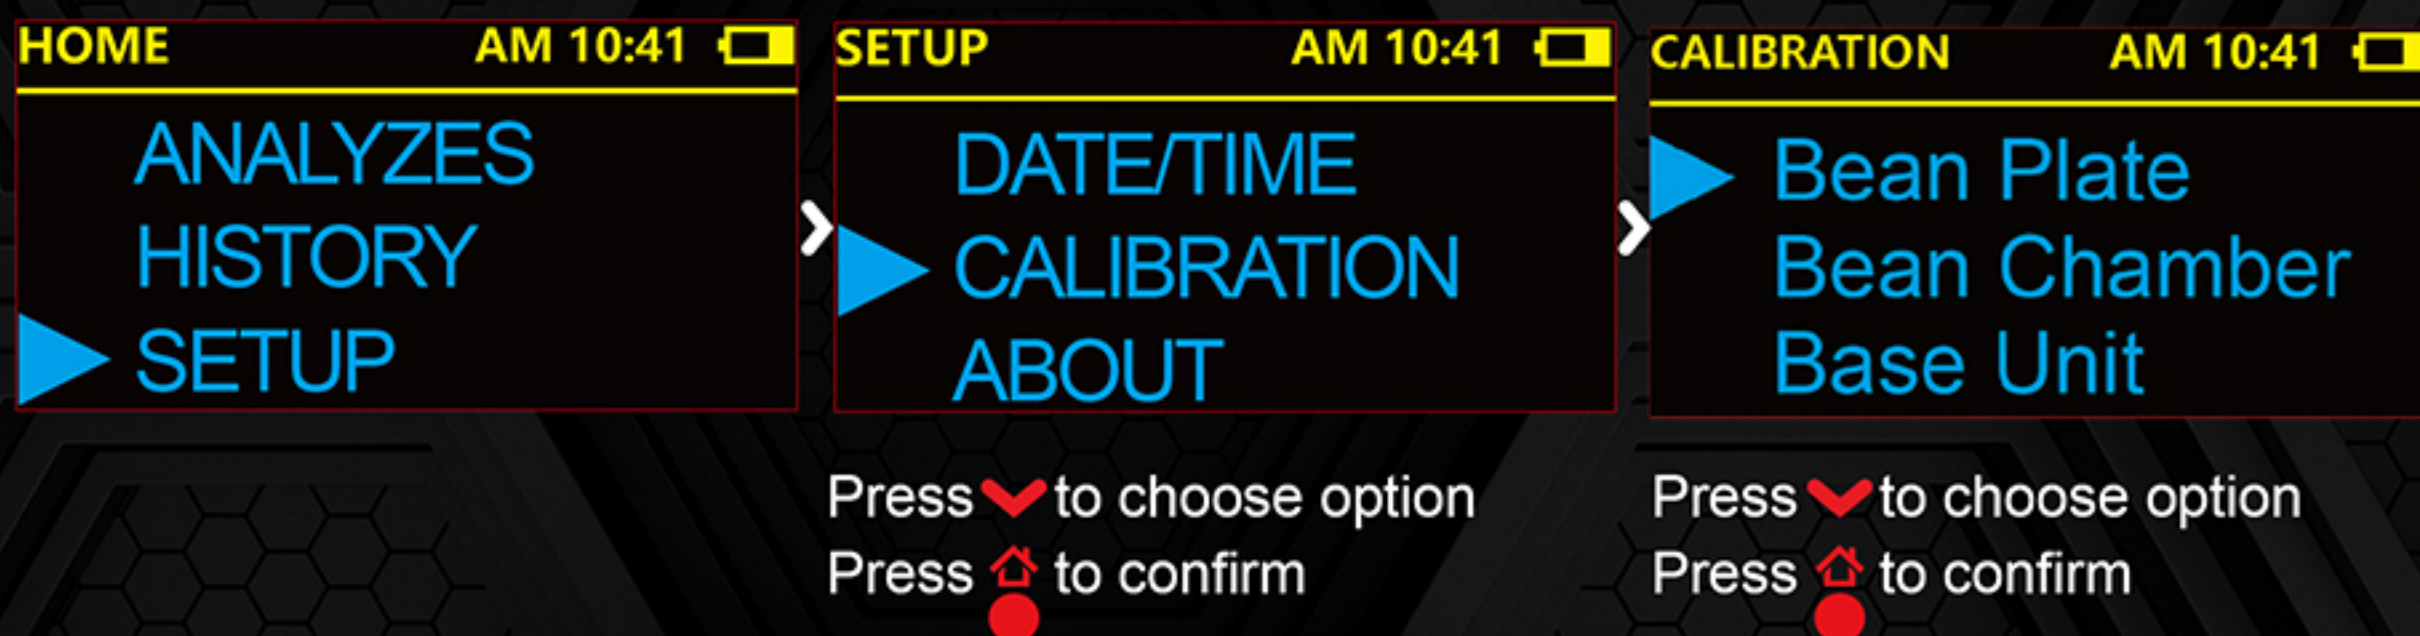 HOME AM 10:41
ANALYZES
HISTORY
SETUP
SETUP AM 10:41
DATE/TIME
CALIBRATION
ABOUT
Press to choose option
Press to confirm
CALIBRATION AM 10:41
Bean Plate
Bean Chamber
Base Unit
Press to choose option
Press to confirm